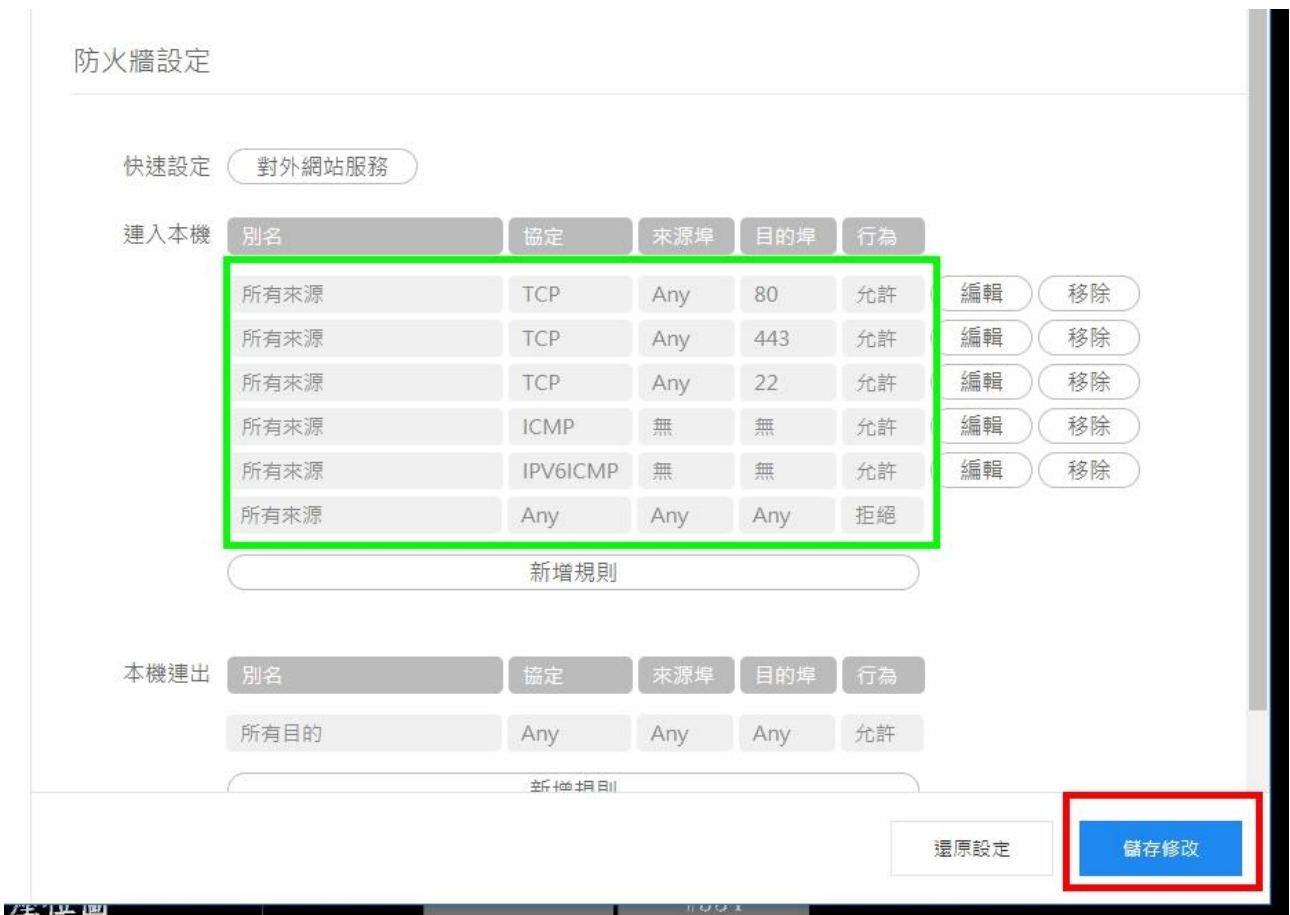 防火牆設定
快速設定 對外網站服務
連入本機 別名 協定 來源埠 目的埠 行為
所有來源 TCP Any 80 允許 編輯 移除
所有來源 TCP Any 443 允許 編輯 移除
所有來源 TCP Any 22 允許 編輯 移除
所有來源 ICMP 無 無 允許 編輯 移除
所有來源 IPV6ICMP 無 無 允許 編輯 移除
所有來源 Any Any Any 拒絕
新增規則
本機連出 別名 協定 來源埠 目的埠 行為
所有目的 Any Any Any 允許
新增規則
還原設定 儲存修改